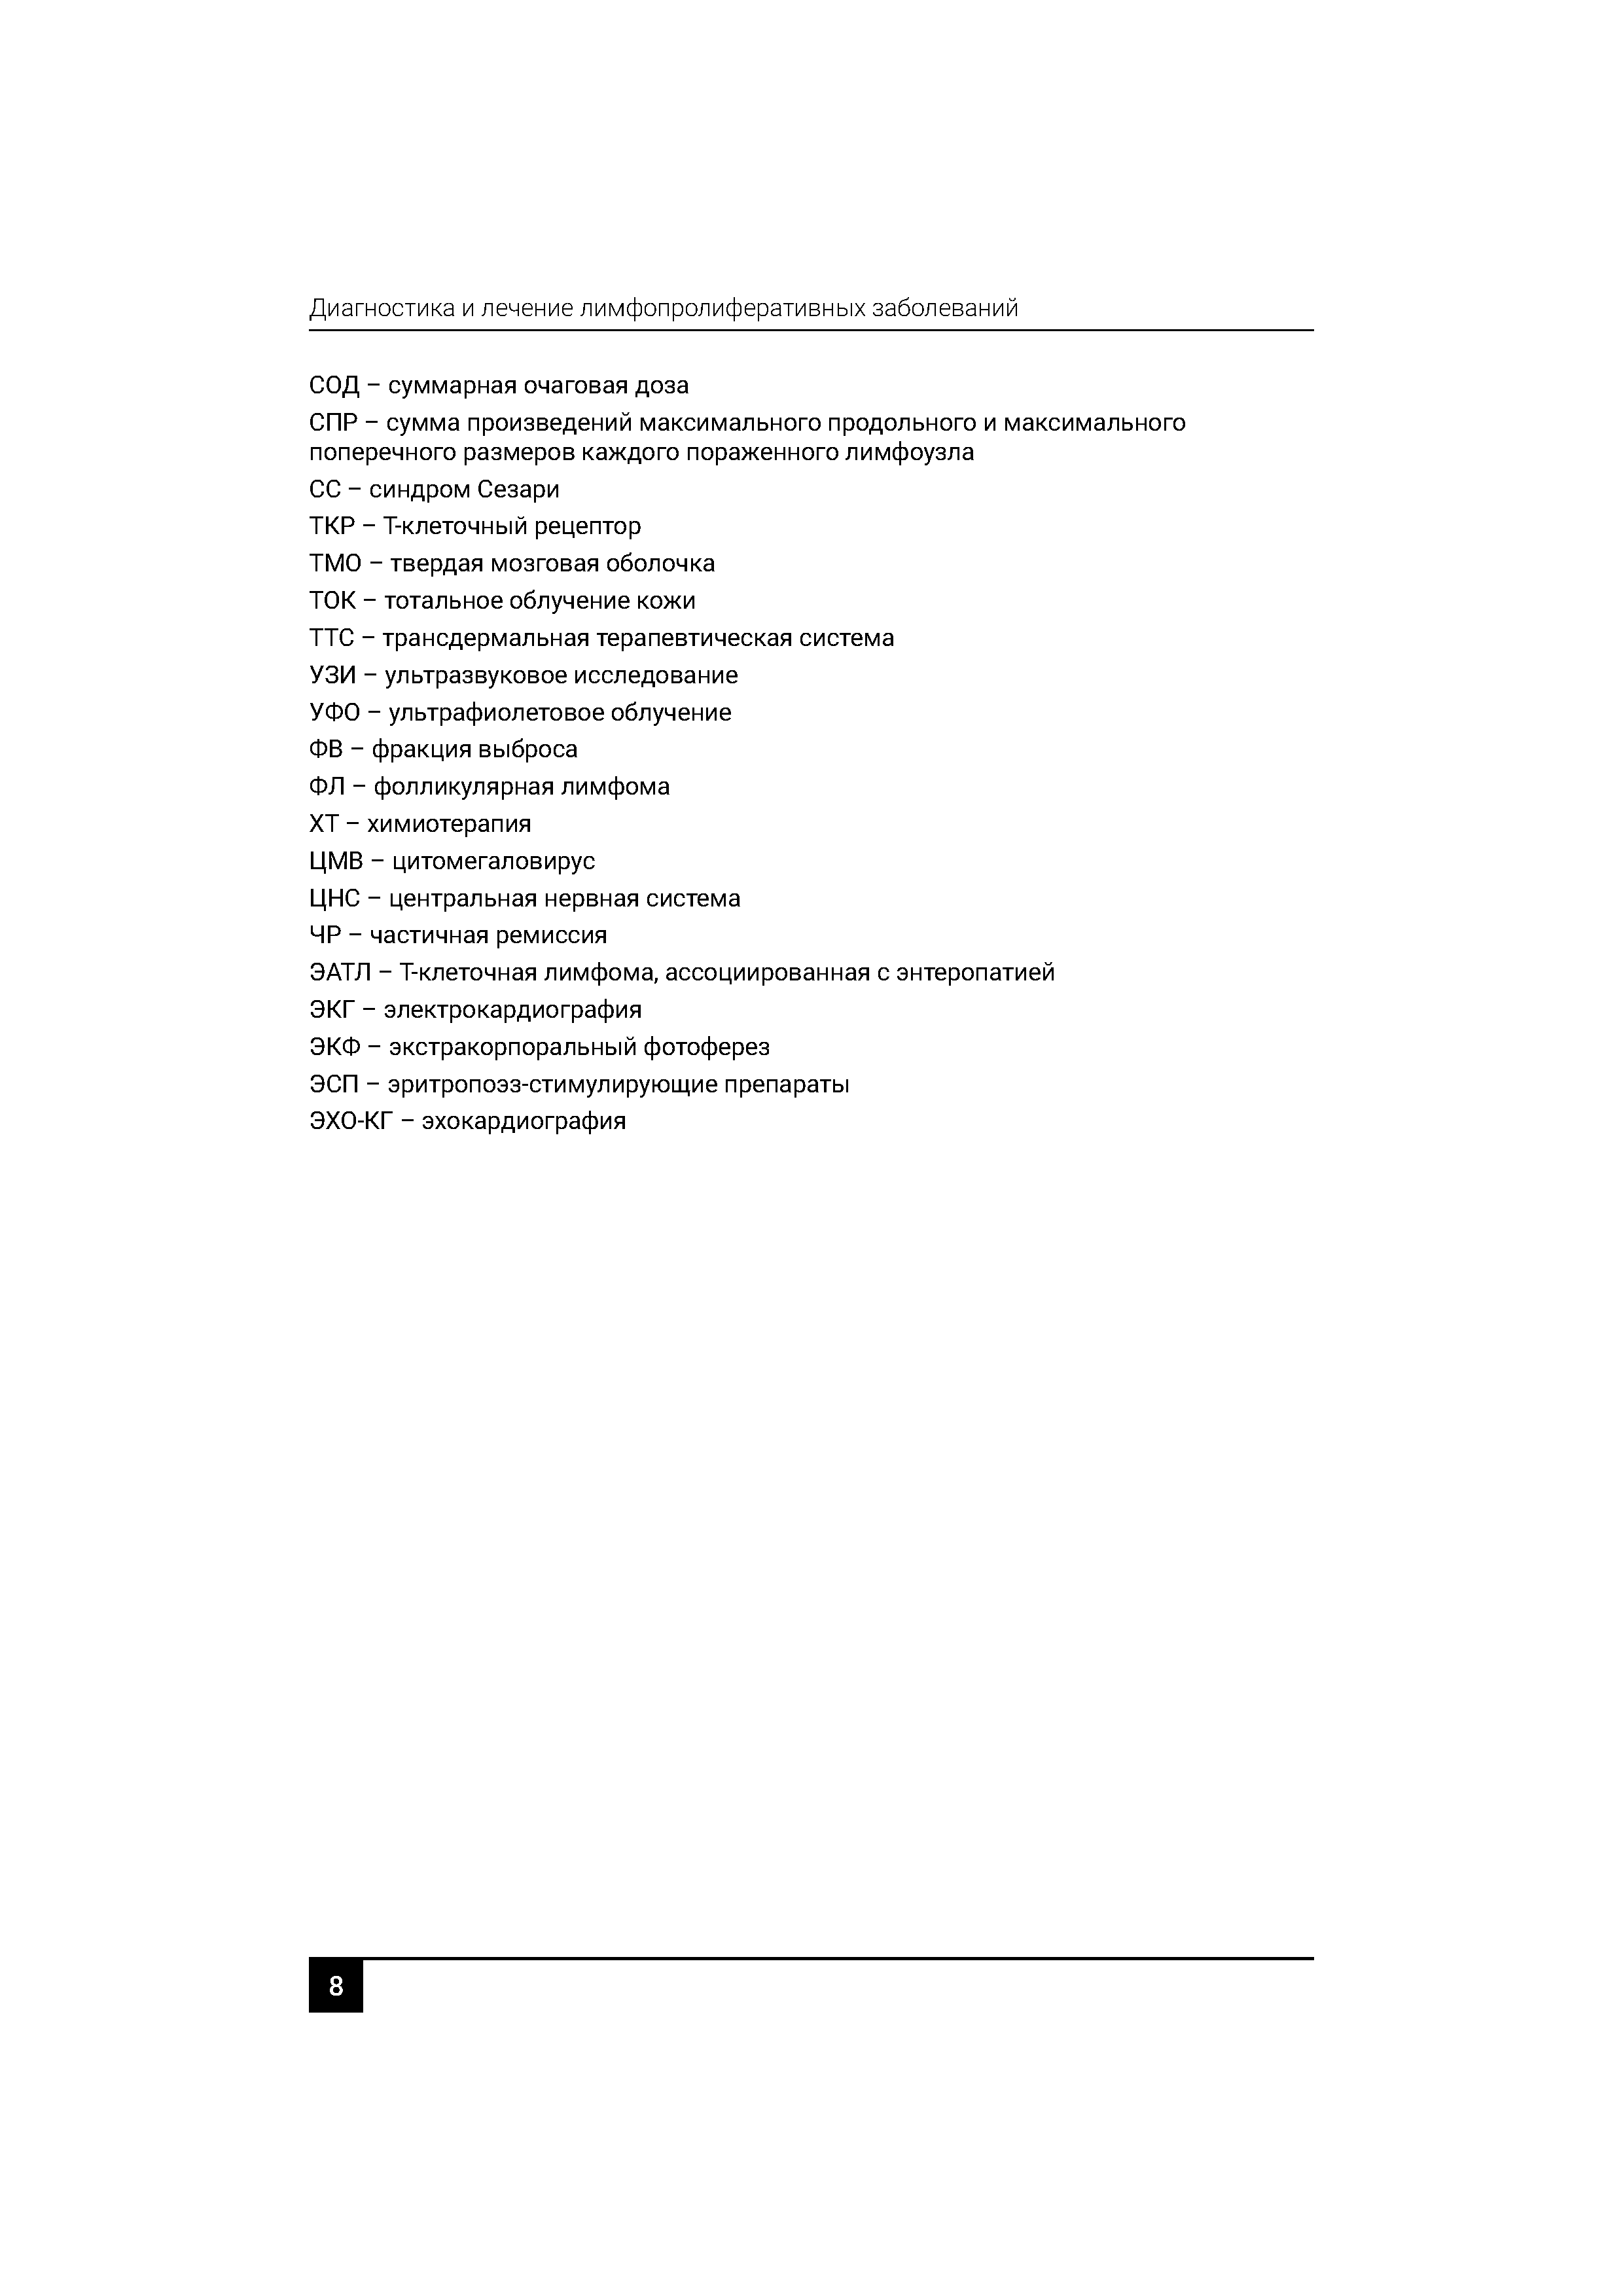 Диагностика и лечение лимфопролиферативных заболеваний
СОД – суммарная очаговая доза
СПР – сумма произведений максимального продольного и максимального
поперечного размеров каждого пораженного лимфоузла
СС – синдром Сезари
ТКР – Т-клеточный рецептор
ТМО – твердая мозговая оболочка
ТОК – тотальное облучение кожи
ТТС – трансдермальная терапевтическая система
УЗИ – ультразвуковое исследование
УФО – ультрафиолетовое облучение
ФВ – фракция выброса
ФЛ – фолликулярная лимфома
ХТ – химиотерапия
ЦМВ – цитомегаловирус
ЦНС – центральная нервная система
ЧР – частичная ремиссия
ЭАТЛ – Т-клеточная лимфома, ассоциированная с энтеропатией
ЭКГ – электрокардиография
ЭКФ – экстракорпоральный фотоферез
ЭСП – эритропоэз-стимулирующие препараты
ЭХО-КГ – эхокардиография
8